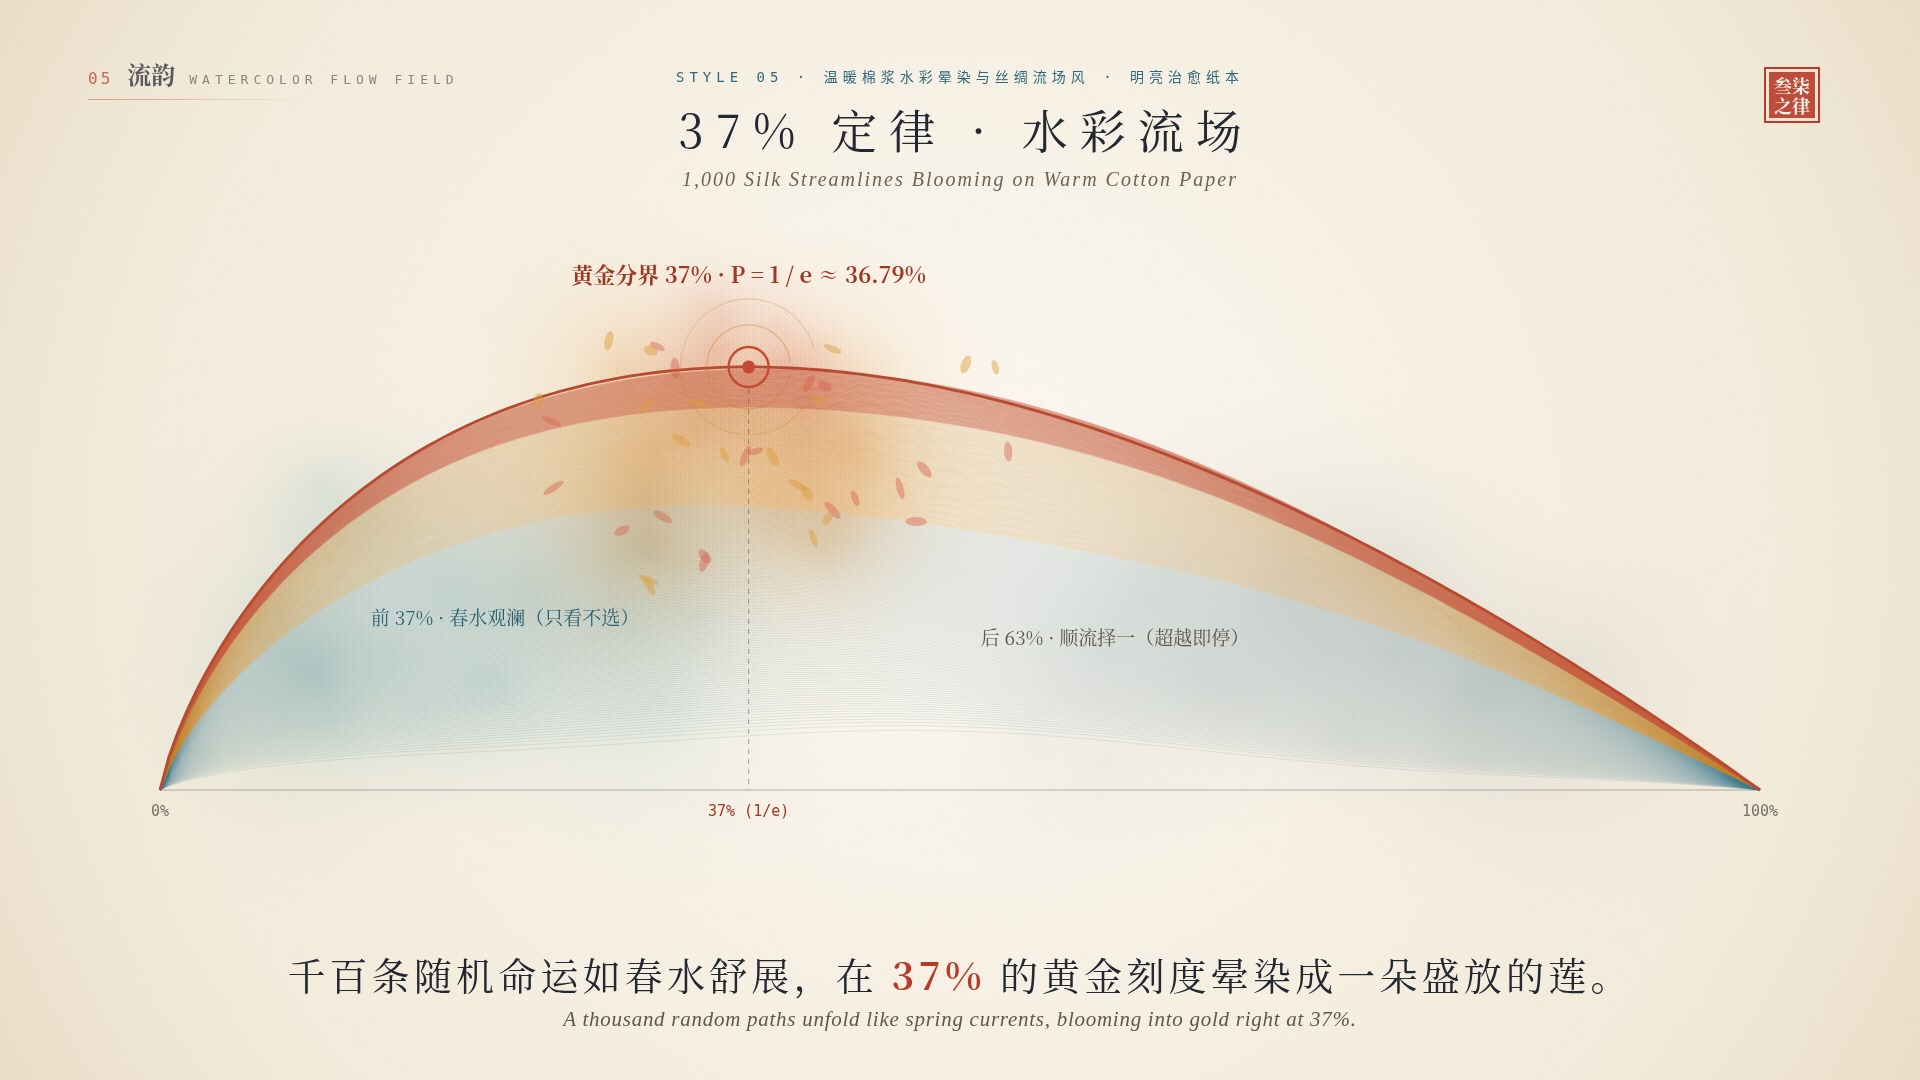 05 流韵 WATERCOLOR FLOW FIELD
STYLE 05 · 温暖棉浆水彩晕染与丝绸流场风 · 明亮治愈纸本
叁柒
之律
37% 定律 · 水彩流场
1,000 Silk Streamlines Blooming on Warm Cotton Paper
黄金分界 37% · P = 1 / e ≈ 36.79%
前 37% · 春水观澜（只看不选）
后 63% · 顺流择一（超越即停）
0%
37% (1/e)
100%
千百条随机命运如春水舒展，在 37% 的黄金刻度晕染成一朵盛放的莲。
A thousand random paths unfold like spring currents, blooming into gold right at 37%.